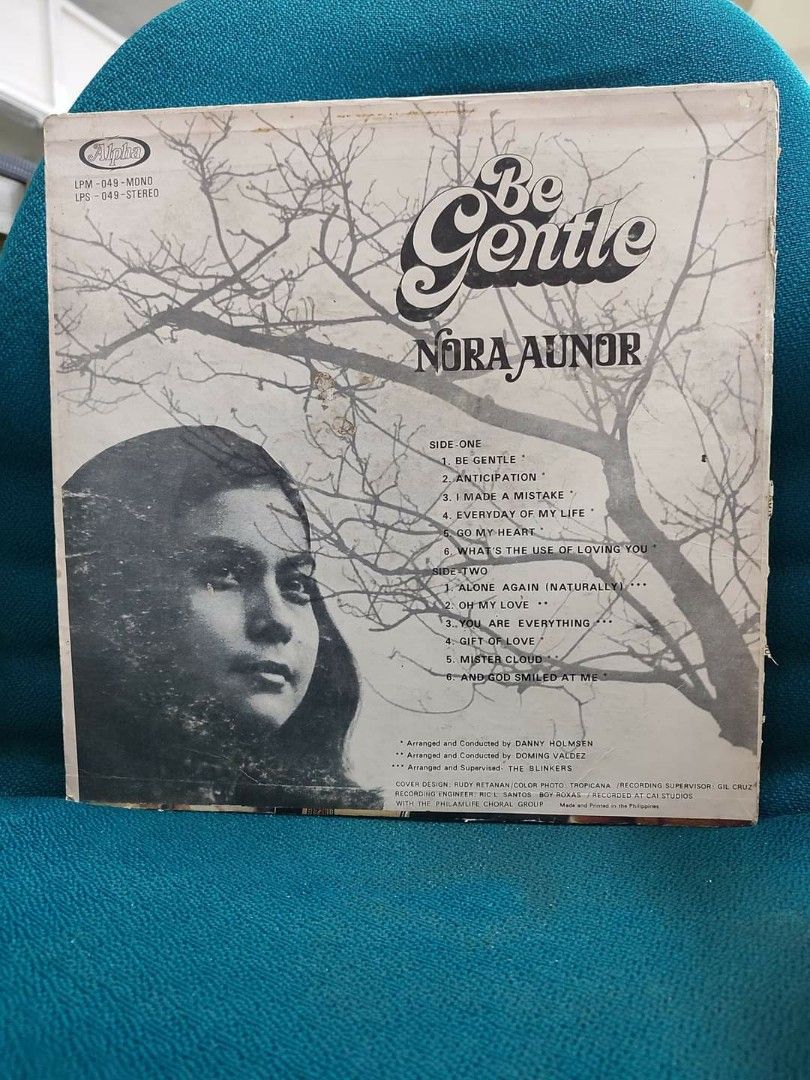 Alpha
LPM - 049 - MONO
LPS - 049 - STEREO
Be
Gentle
NORA AUNOR
SIDE-ONE
1. BE GENTLE *
2. ANTICIPATION *
3. I MADE A MISTAKE *
4. EVERYDAY OF MY LIFE *
5. GO MY HEART *
6. WHAT'S THE USE OF LOVING YOU *
SIDE-TWO
1. ALONE AGAIN (NATURALLY) ***
2. OH MY LOVE **
3. YOU ARE EVERYTHING ***
4. GIFT OF LOVE *
5. MISTER CLOUD
6. AND GOD SMILED AT ME *
* Arranged and Conducted by DANNY HOLMSEN
** Arranged and Conducted by DOMING VALDEZ
*** Arranged and Supervised- THE BLINKERS
COVER DESIGN: RUDY RETANAN/COLOR PHOTO: TROPICANA /RECORDING SUPERVISOR: GIL CRUZ
RECORDING ENGINEER: RIC L. SANTOS BOY ROXAS / RECORDED AT CAI STUDIOS
WITH THE PHILAMLIFE CHORAL GROUP Made and Printed in the Philippines